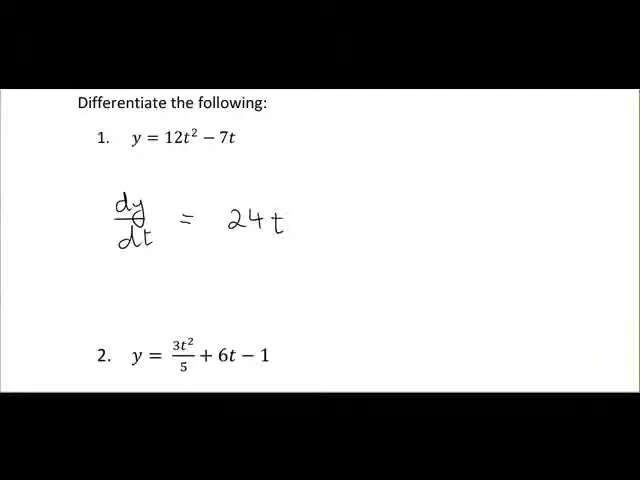 Differentiate the following:
1. y = 12t² − 7t
dy/dt = 24t
2. y = 3t²/5 + 6t − 1